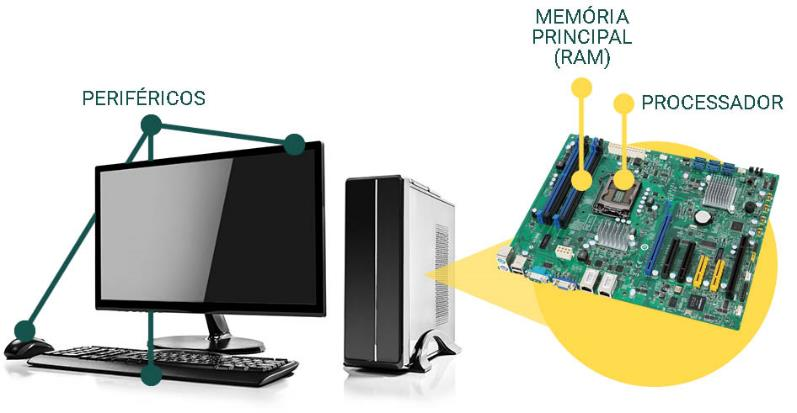 MEMÓRIA
PRINCIPAL
(RAM)
PERIFÉRICOS
PROCESSADOR